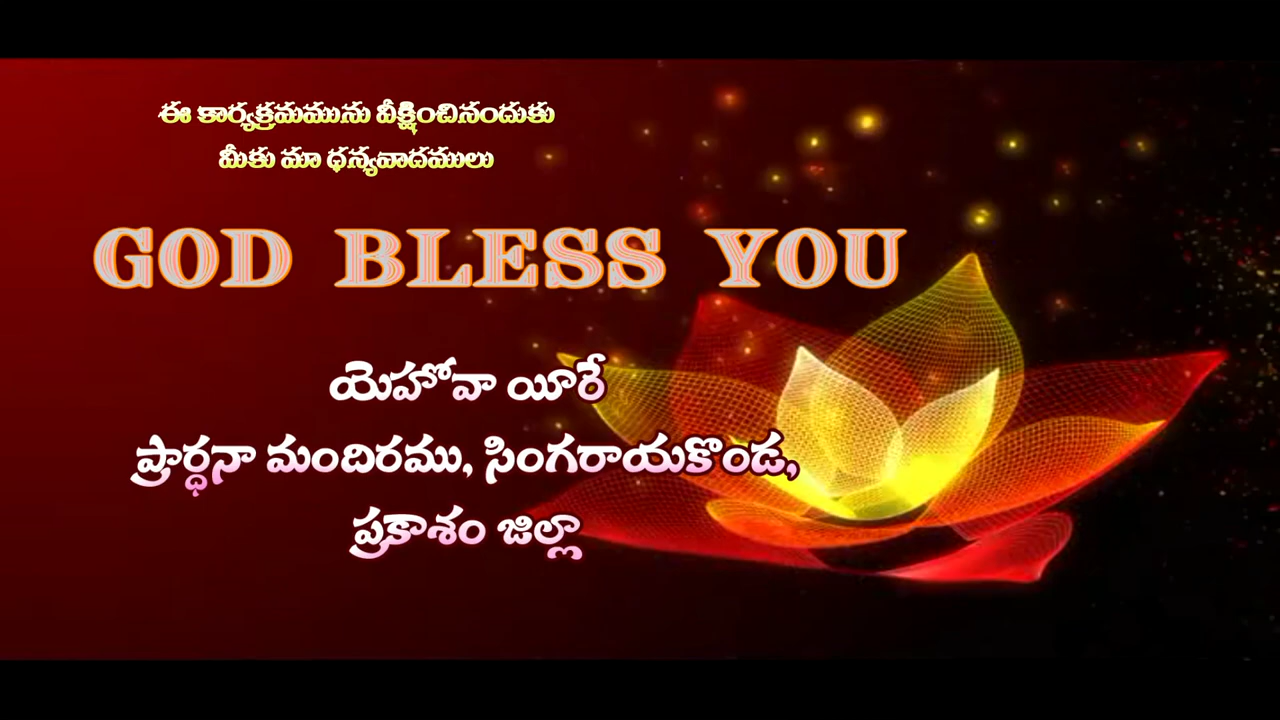 ఈ కార్యక్రమమును వీక్షించినందుకు
మీకు మా ధన్యవాదములు
GOD BLESS YOU
యెహోవా యీరే
ప్రార్ధనా మందిరము, సింగరాయకొండ,
ప్రకాశం జిల్లా